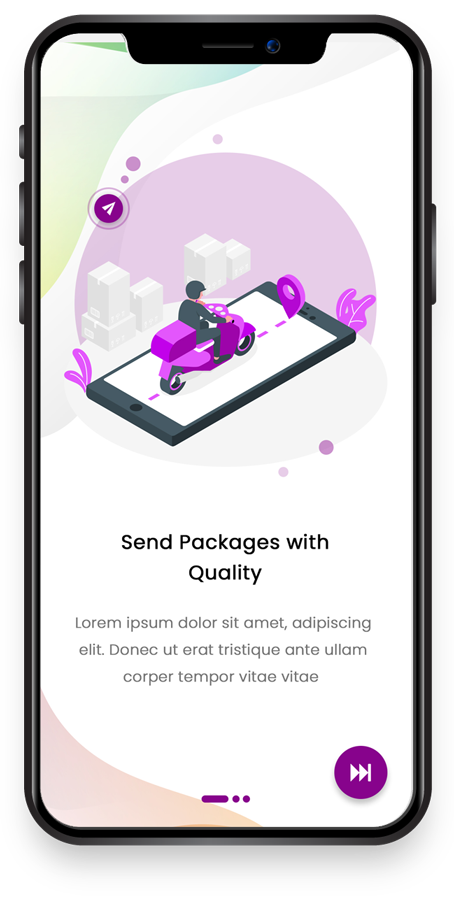 Send Packages with
Quality
Lorem ipsum dolor sit amet, adipiscing
elit. Donec ut erat tristique ante ullam
corper tempor vitae vitae